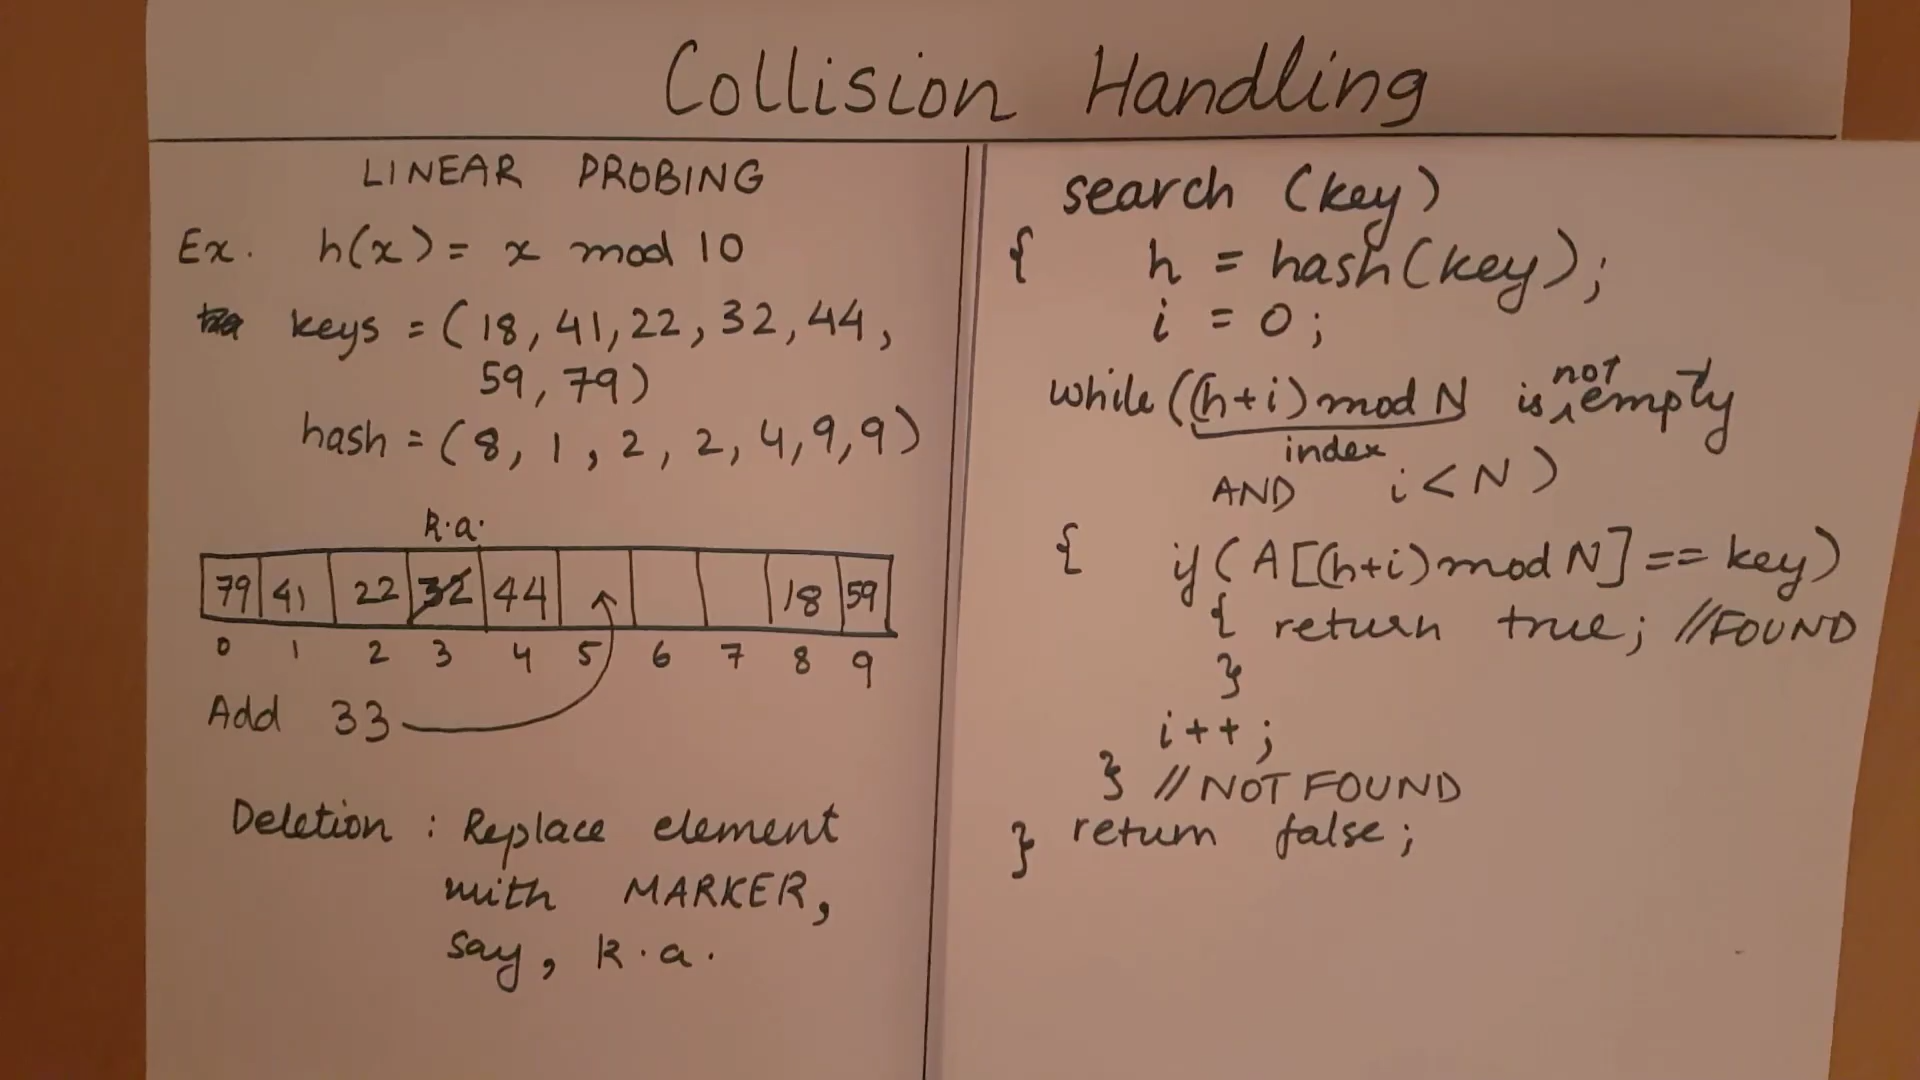 Collision Handling
LINEAR PROBING
Ex. h(x) = x mod 10
keys = (18, 41, 22, 32, 44,
59, 79)
hash = (8, 1, 2, 2, 4, 9, 9)
R.a.
79 41 22 32 44 18 59
0 1 2 3 4 5 6 7 8 9
Add 33
Deletion : Replace element
with MARKER,
say, R.a.
search (key)
{ h = hash(key);
i = 0;
while ((h+i) mod N is not empty
index
AND i < N )
{ if (A[(h+i) mod N] == key)
{ return true; //FOUND
}
i++;
} //NOT FOUND
} return false;